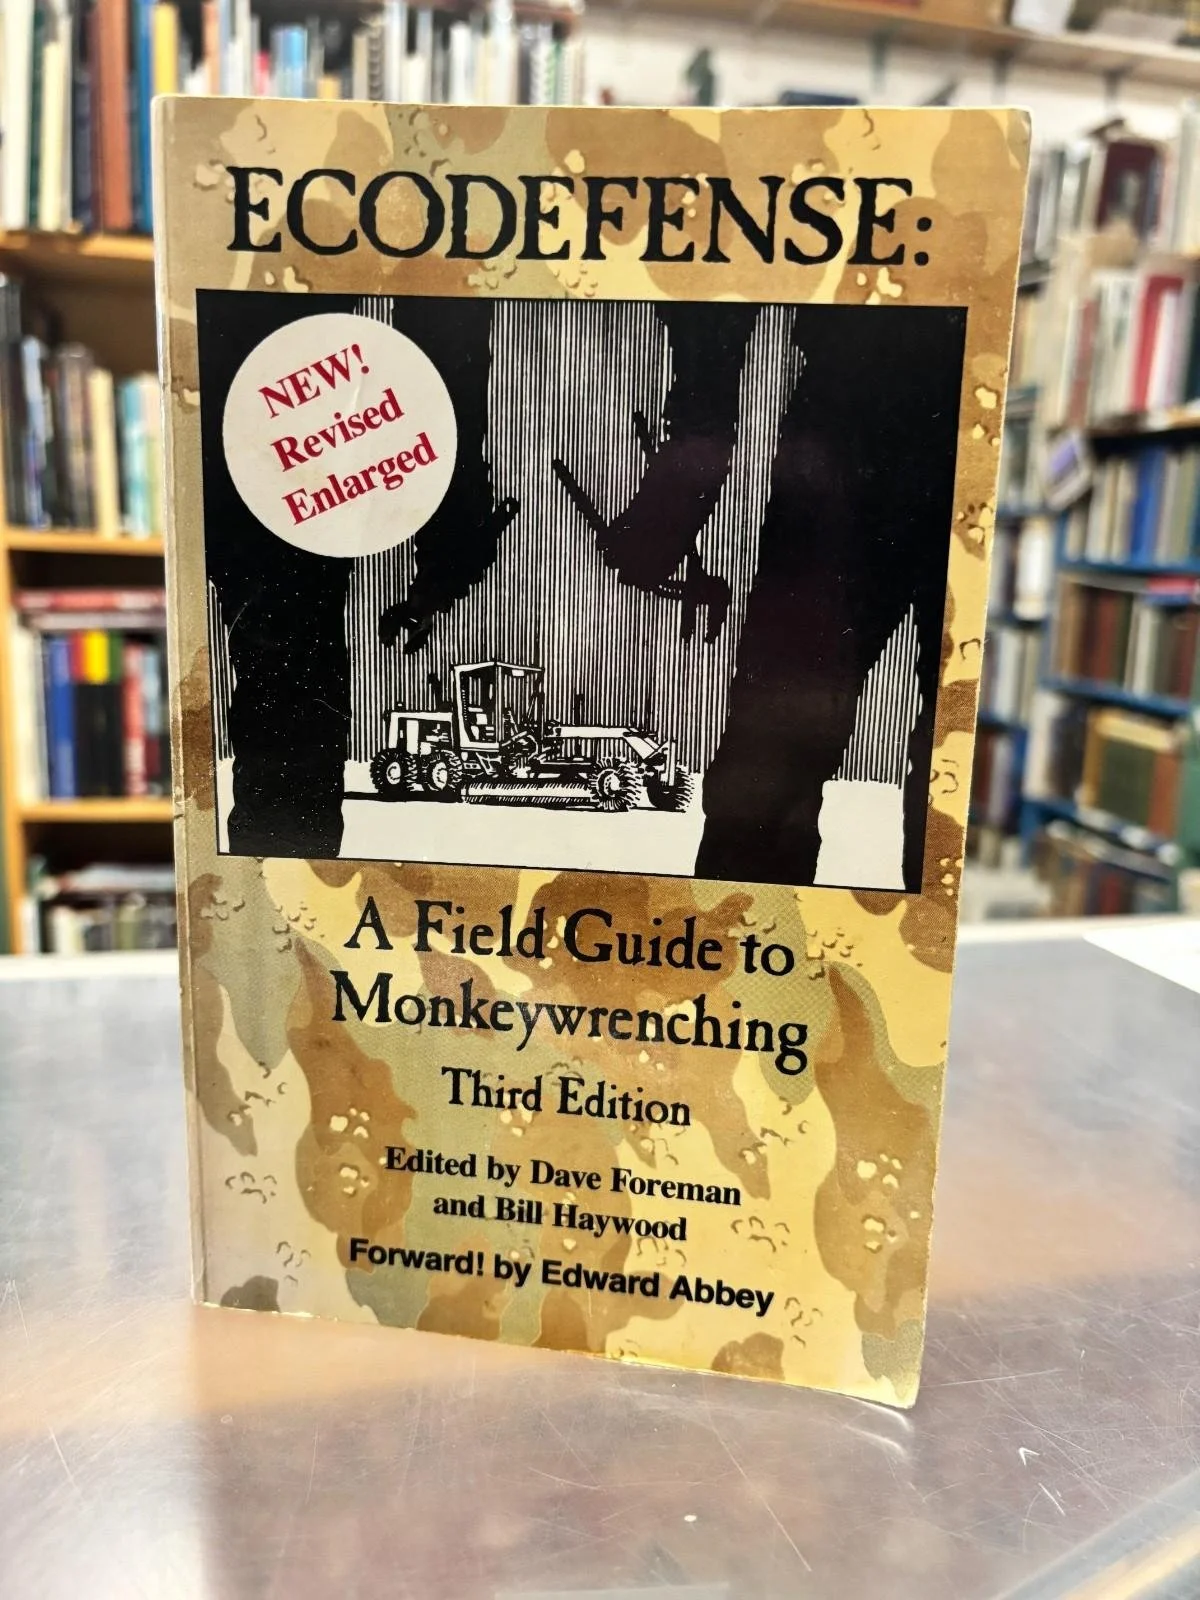 ECODEFENSE:
NEW!
Revised
Enlarged
A Field Guide to
Monkeywrenching
Third Edition
Edited by Dave Foreman
and Bill Haywood
Forward! by Edward Abbey